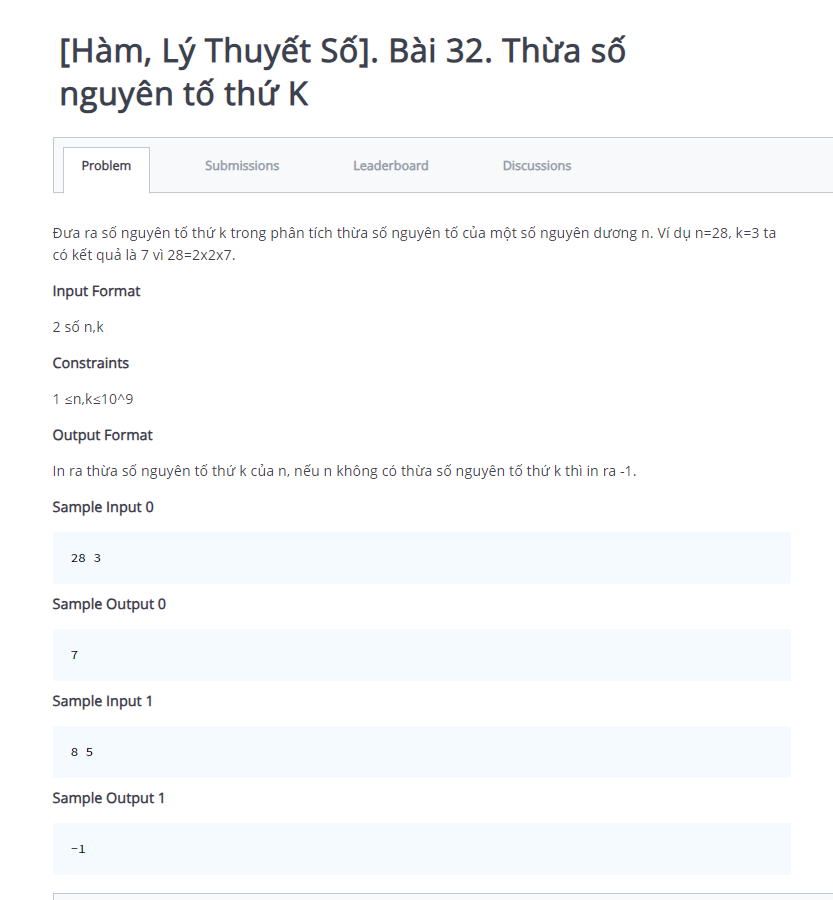 [Hàm, Lý Thuyết Số]. Bài 32. Thừa số
nguyên tố thứ K
Problem
Submissions
Leaderboard
Discussions
Đưa ra số nguyên tố thứ k trong phân tích thừa số nguyên tố của một số nguyên dương n. Ví dụ n=28, k=3 ta
có kết quả là 7 vì 28=2x2x7.
Input Format
2 số n,k
Constraints
1 ≤n,k≤10^9
Output Format
In ra thừa số nguyên tố thứ k của n, nếu n không có thừa số nguyên tố thứ k thì in ra -1.
Sample Input 0
28 3
Sample Output 0
7
Sample Input 1
8 5
Sample Output 1
-1